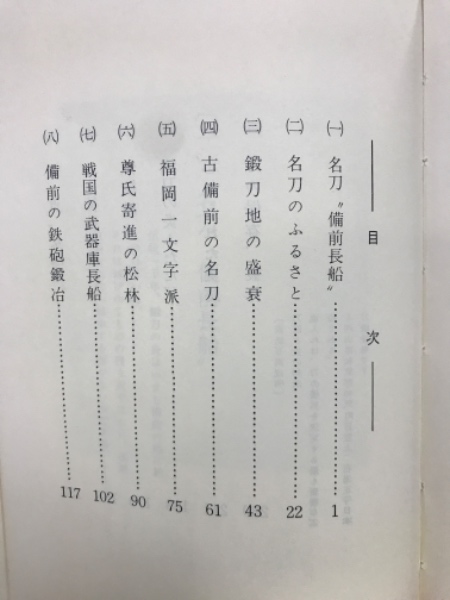 目次
㈠ 名刀〝備前長船〟……………1
㈡ 名刀のふるさと……………22
㈢ 鍛刀地の盛衰……………43
㈣ 古備前の名刀……………61
㈤ 福岡一文字派……………75
㈥ 尊氏寄進の松林……………90
㈦ 戦国の武器庫長船……………102
㈧ 備前の鉄砲鍛冶……………117